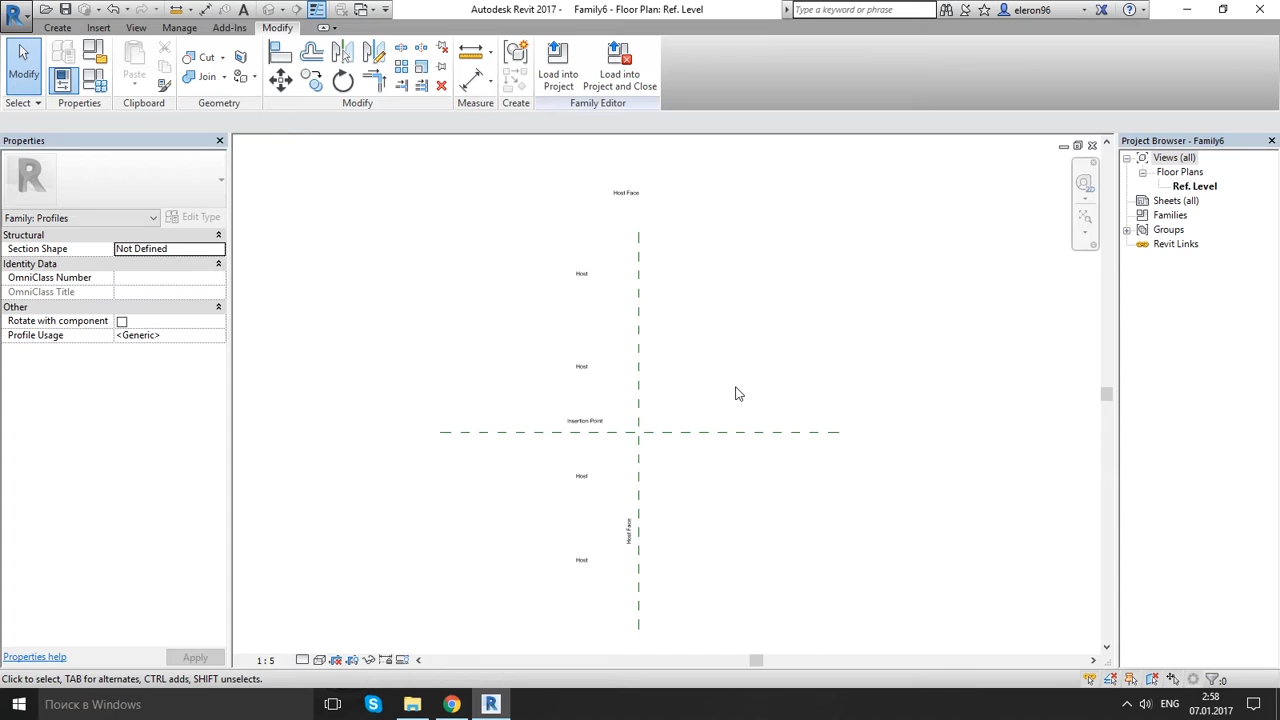 Autodesk Revit 2017 - Family6 - Floor Plan: Ref. Level
Type a keyword or phrase
eleron96
Create
Insert
View
Manage
Add-Ins
Modify
Modify
Paste
Cut
Join
Load into
Project
Load into
Project and Close
Select
Properties
Clipboard
Geometry
Modify
Measure
Create
Family Editor
Properties
R
Family: Profiles
Edit Type
Structural
Section Shape
Not Defined
Identity Data
OmniClass Number
OmniClass Title
Other
Rotate with component
Profile Usage
<Generic>
Properties help
Apply
Host Face
Host
Host
Insertion Point
Host
Host Face
Host
2D
Project Browser - Family6
Views (all)
Floor Plans
Ref. Level
Sheets (all)
Families
Groups
Revit Links
1 : 5
Click to select, TAB for alternates, CTRL adds, SHIFT unselects.
:0
Поиск в Windows
ENG
2:58
07.01.2017